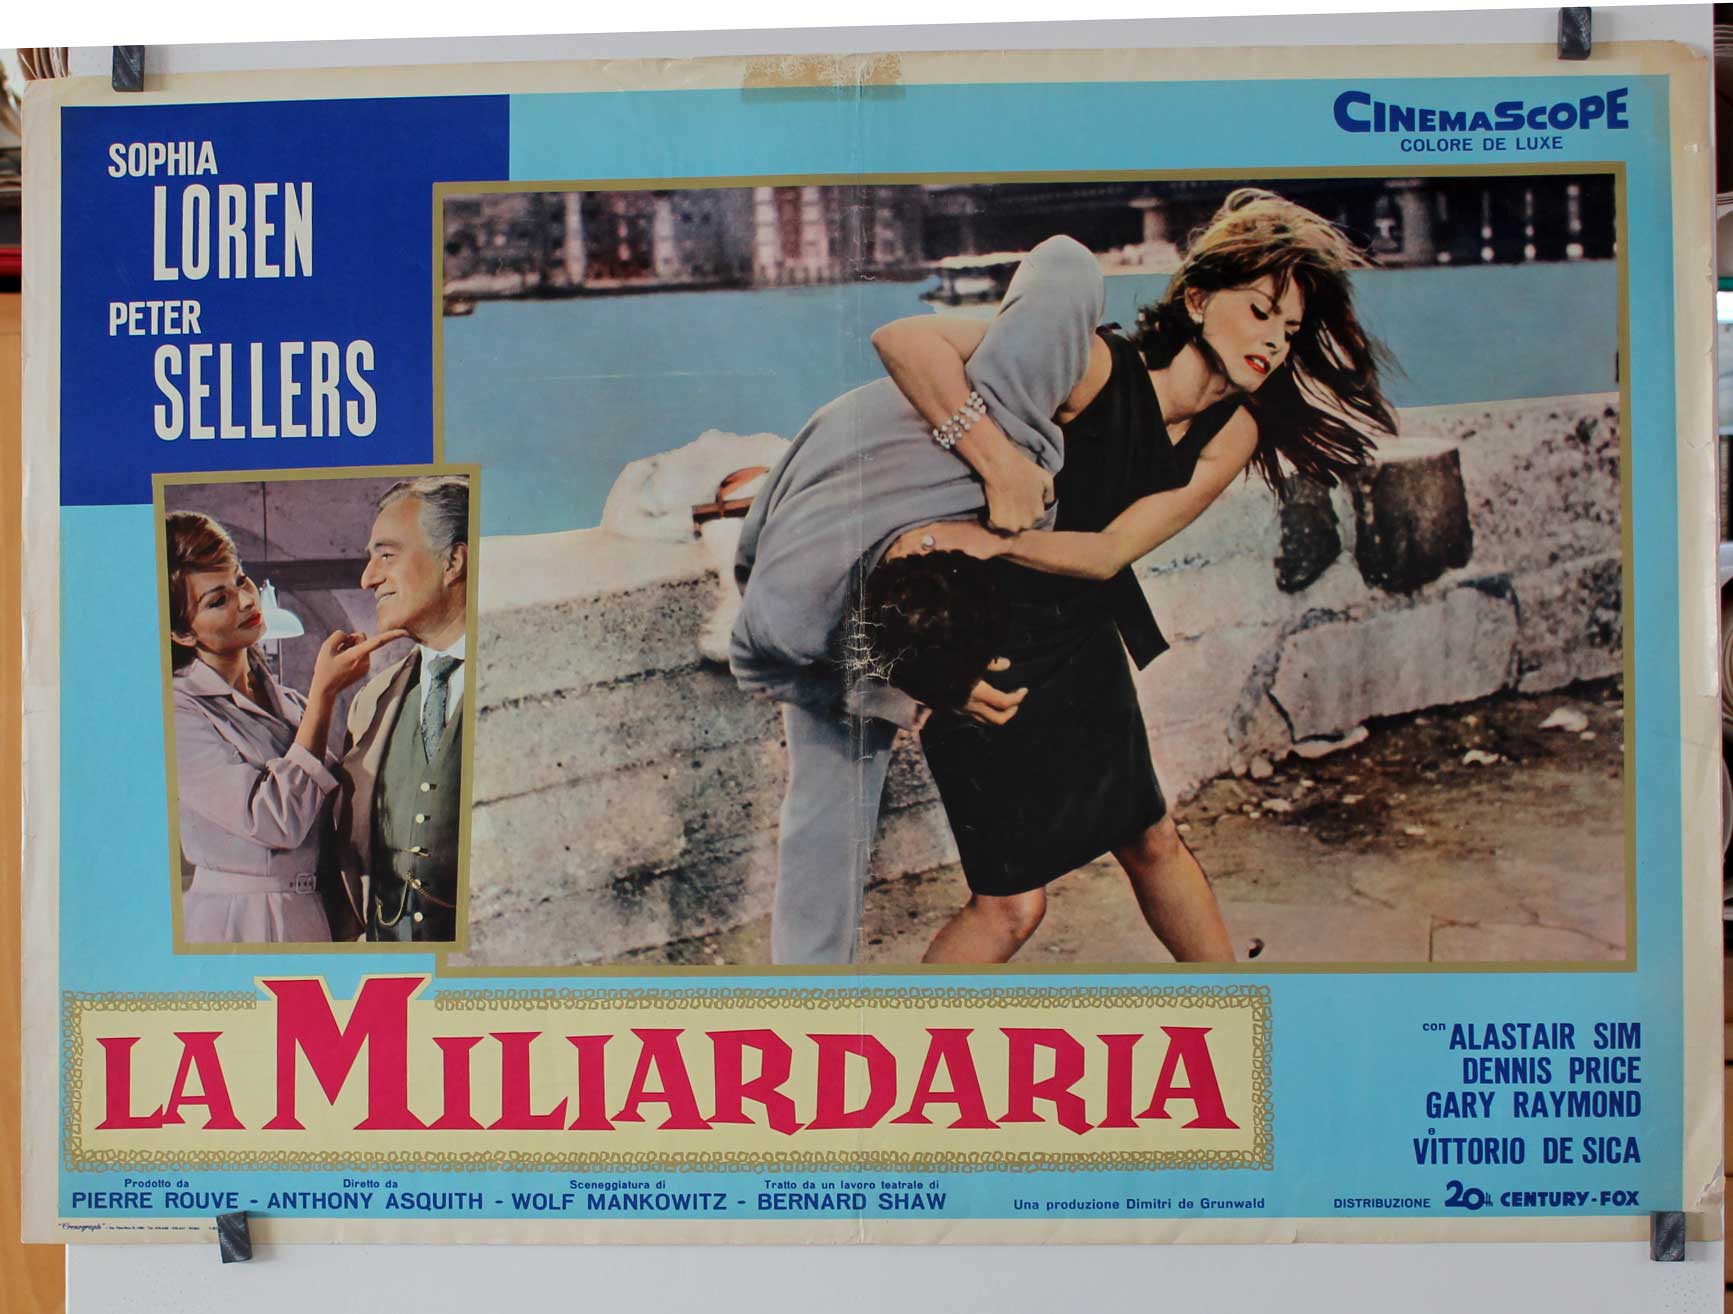 SOPHIA
LOREN
PETER
SELLERS
CINEMASCOPE
COLORE DE LUXE
LA MILIARDARIA
con ALASTAIR SIM
DENNIS PRICE
GARY RAYMOND
e
VITTORIO DE SICA
Prodotto da Diretto da Sceneggiatura di Tratto da un lavoro teatrale di
PIERRE ROUVE - ANTHONY ASQUITH - WOLF MANKOWITZ - BERNARD SHAW
Una produzione Dimitri de Grunwald
DISTRIBUZIONE 20th CENTURY-FOX